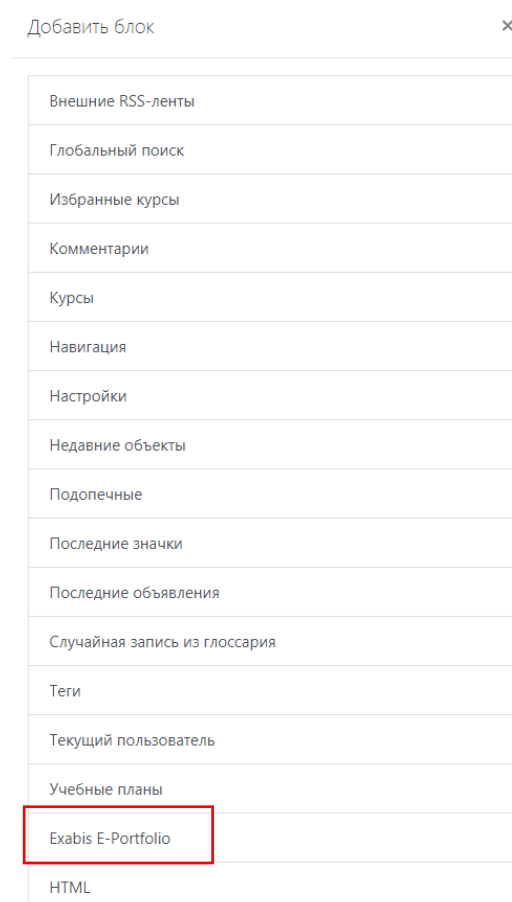 Добавить блок
Внешние RSS-ленты
Глобальный поиск
Избранные курсы
Комментарии
Курсы
Навигация
Настройки
Недавние объекты
Подопечные
Последние значки
Последние объявления
Случайная запись из глоссария
Теги
Текущий пользователь
Учебные планы
Exabis E-Portfolio
HTML